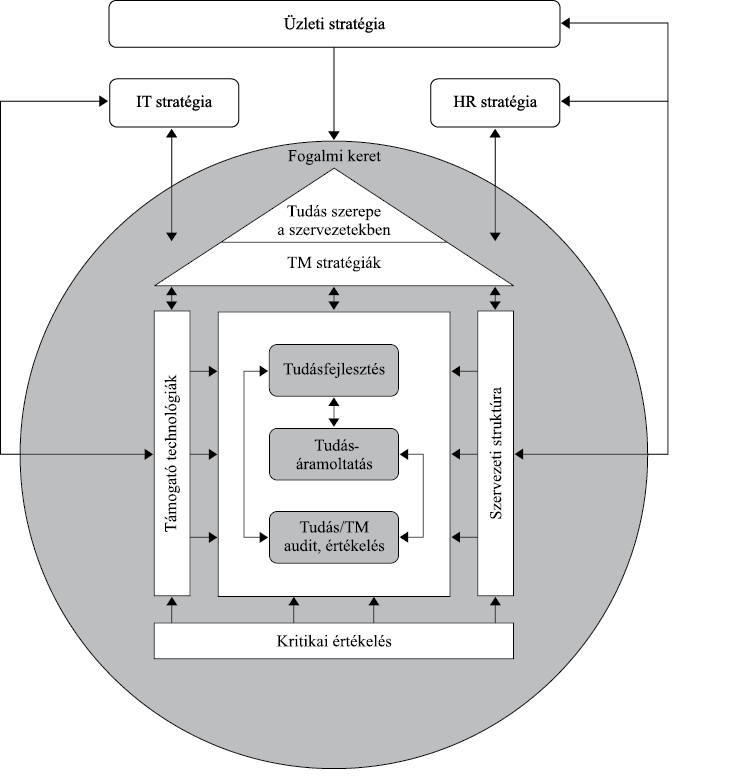 Üzleti stratégia
IT stratégia
HR stratégia
Fogalmi keret
Tudás szerepe
a szervezetekben
TM stratégiák
Támogató technológiák
Tudásfejlesztés
Tudás-
áramoltatás
Tudás/TM
audit, értékelés
Szervezeti struktúra
Kritikai értékelés